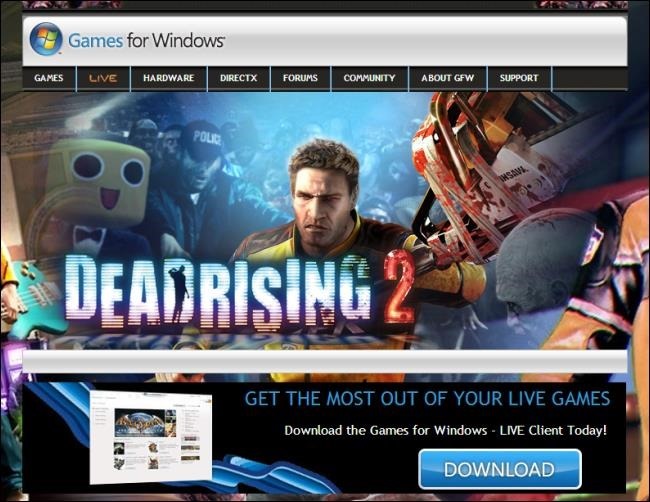 Games for Windows
GAMES LIVE HARDWARE DIRECTX FORUMS COMMUNITY ABOUT GFW SUPPORT
POLICE
DEADRISING 2
GET THE MOST OUT OF YOUR LIVE GAMES
Download the Games for Windows - LIVE Client Today!
DOWNLOAD